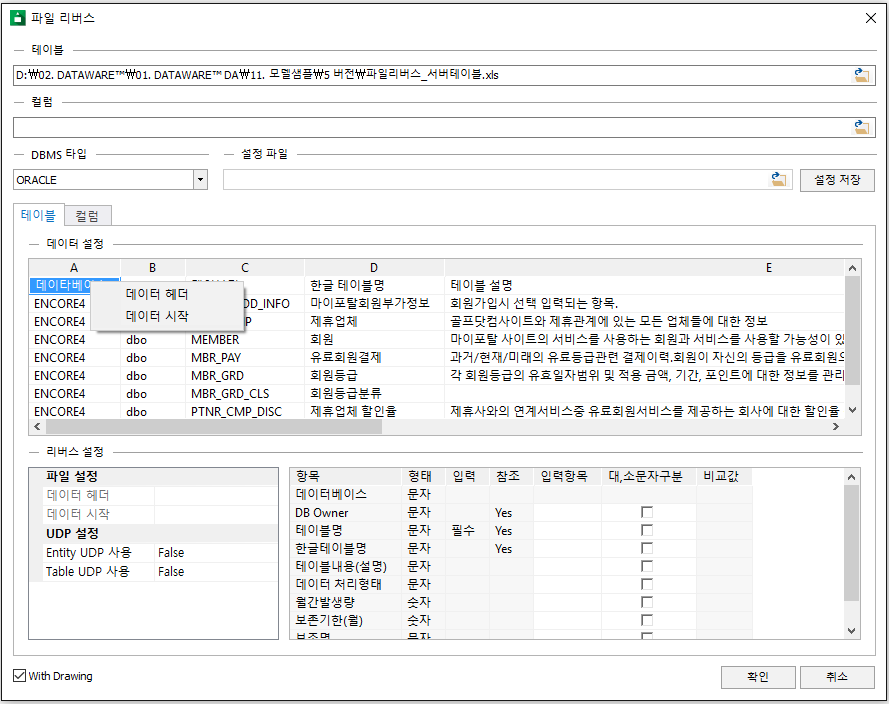 파일 리버스
테이블
D:₩02. DATAWARE™₩01. DATAWARE™ DA₩11. 모델샘플₩5 버전₩파일리버스_서버테이블.xls
컬럼
DBMS 타입 설정 파일
ORACLE 설정 저장
테이블 컬럼
데이터 설정
A B C D E
데이타베이스 한글 테이블명 테이블 설명
데이터 헤더
데이터 시작
ENCORE4 DD_INFO 마이포탈회원부가정보 회원가입시 선택 입력되는 항목.
ENCORE4 P 제휴업체 골프닷컴사이트와 제휴관계에 있는 모든 업체들에 대한 정보
ENCORE4 dbo MEMBER 회원 마이포탈 사이트의 서비스를 사용하는 회원과 서비스를 사용할 가능성이 있
ENCORE4 dbo MBR_PAY 유료회원결제 과거/현재/미래의 유료등급관련 결제이력.회원이 자신의 등급을 유료회원으
ENCORE4 dbo MBR_GRD 회원등급 각 회원등급의 유효일자범위 및 적용 금액, 기간, 포인트에 대한 정보를 관리
ENCORE4 dbo MBR_GRD_CLS 회원등급분류
ENCORE4 dbo PTNR_CMP_DISC 제휴업체 할인율 제휴사와의 연계서비스중 유료회원서비스를 제공하는 회사에 대한 할인율
리버스 설정
파일 설정
데이터 헤더
데이터 시작
UDP 설정
Entity UDP 사용 False
Table UDP 사용 False
항목 형태 입력 참조 입력항목 대,소문자구분 비교값
데이터베이스 문자
DB Owner 문자 Yes
테이블명 문자 필수 Yes
한글테이블명 문자 Yes
테이블내용(설명) 문자
데이터 처리형태 문자
월간발생량 숫자
보존기한(월) 숫자
보존명 문자
With Drawing 확인 취소